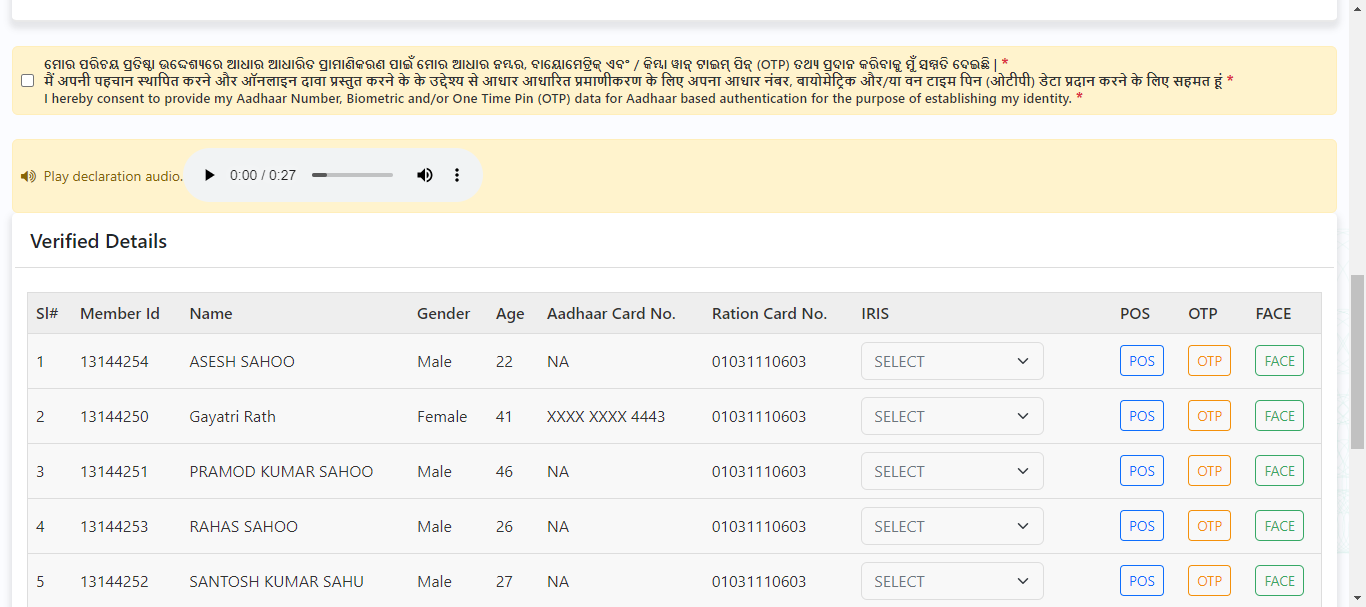 ମୋର ପରିଚୟ ପ୍ରତିଷ୍ଠା ଉଦ୍ଦେଶ୍ୟରେ ଆଧାର ଆଧାରିତ ପ୍ରାମାଣିକରଣ ପାଇଁ ମୋର ଆଧାର ନମ୍ବର, ବାୟୋମେଟ୍ରିକ୍ ଏବଂ / କିମ୍ବା ୱାନ୍ ଟାଇମ୍ ପିନ୍ (OTP) ତଥ୍ୟ ପ୍ରଦାନ କରିବାକୁ ମୁଁ ସମ୍ମତି ଦେଇଛି | *
मैं अपनी पहचान स्थापित करने और ऑनलाइन दावा प्रस्तुत करने के के उद्देश्य से आधार आधारित प्रमाणीकरण के लिए अपना आधार नंबर, बायोमेट्रिक और/या वन टाइम पिन (ओटीपी) डेटा प्रदान करने के लिए सहमत हूं *
I hereby consent to provide my Aadhaar Number, Biometric and/or One Time Pin (OTP) data for Aadhaar based authentication for the purpose of establishing my identity. *
Play declaration audio. 0:00 / 0:27
Verified Details
Sl# Member Id Name Gender Age Aadhaar Card No. Ration Card No. IRIS POS OTP FACE
1 13144254 ASESH SAHOO Male 22 NA 01031110603 SELECT POS OTP FACE
2 13144250 Gayatri Rath Female 41 XXXX XXXX 4443 01031110603 SELECT POS OTP FACE
3 13144251 PRAMOD KUMAR SAHOO Male 46 NA 01031110603 SELECT POS OTP FACE
4 13144253 RAHAS SAHOO Male 26 NA 01031110603 SELECT POS OTP FACE
5 13144252 SANTOSH KUMAR SAHU Male 27 NA 01031110603 SELECT POS OTP FACE